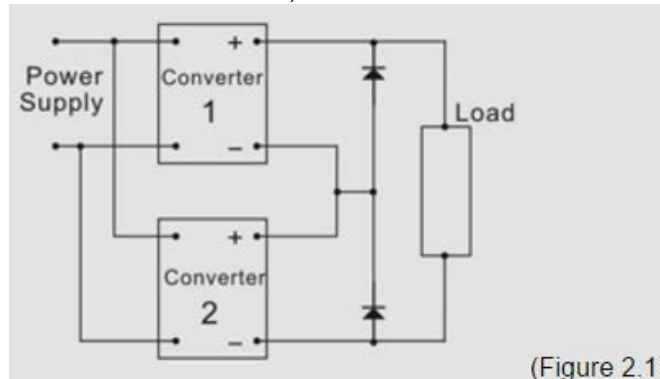 +
Power
Converter
Supply
1
Load
−
+
Converter
2
−
(Figure 2.1